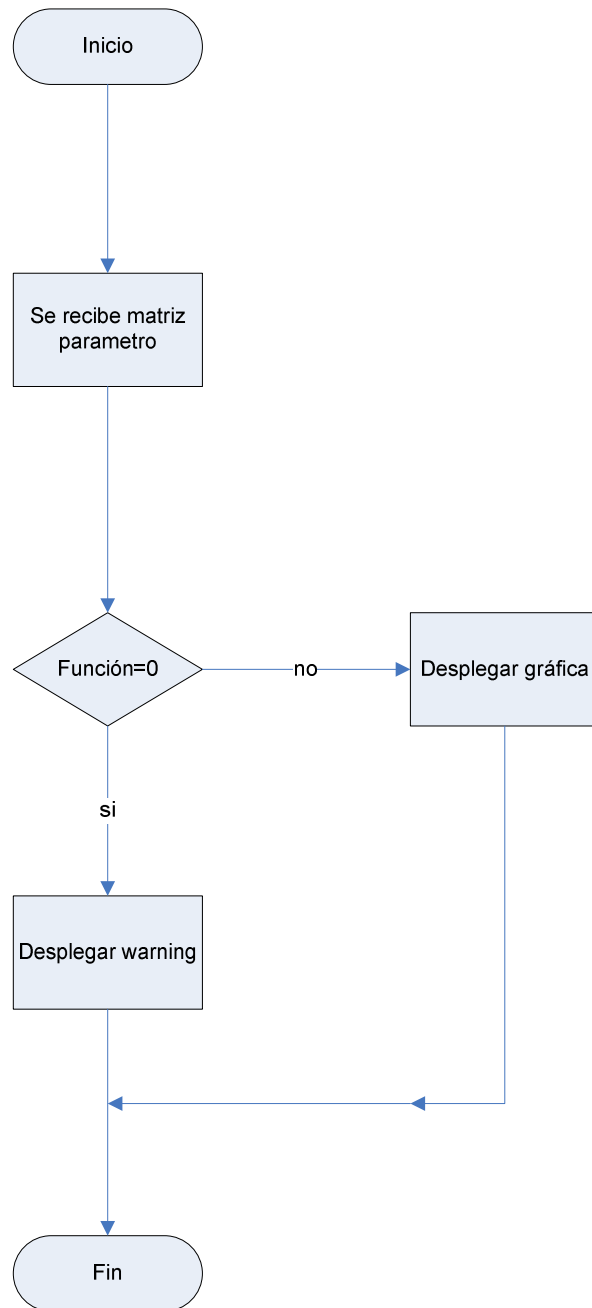 Inicio
Se recibe matriz
parametro
Función=0
no
Desplegar gráfica
si
Desplegar warning
Fin